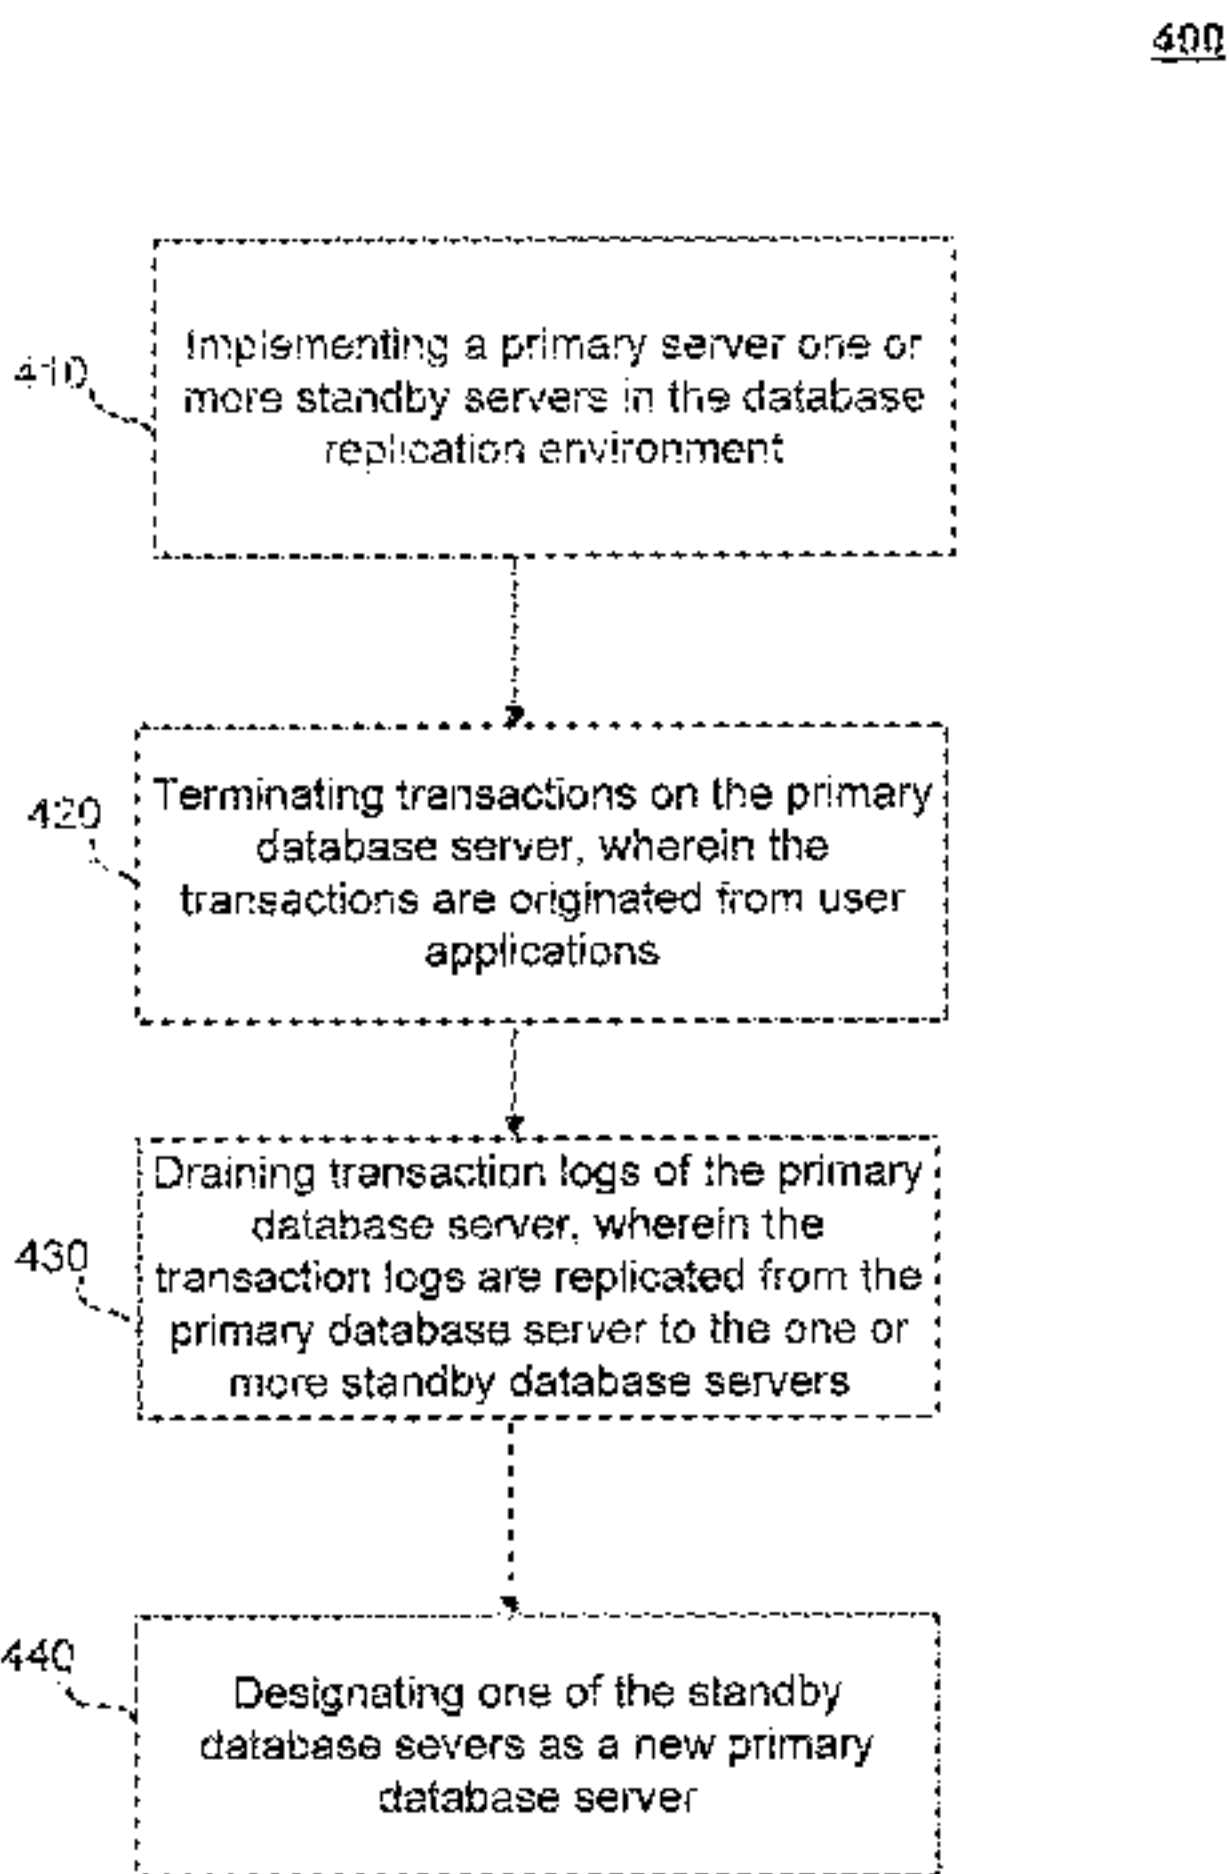 400
410
Implementing a primary server one or
more standby servers in the database
replication environment
420
Terminating transactions on the primary
database server, wherein the
transactions are originated from user
applications
430
Draining transaction logs of the primary
database server, wherein the
transaction logs are replicated from the
primary database server to the one or
more standby database servers
440
Designating one of the standby
database severs as a new primary
database server